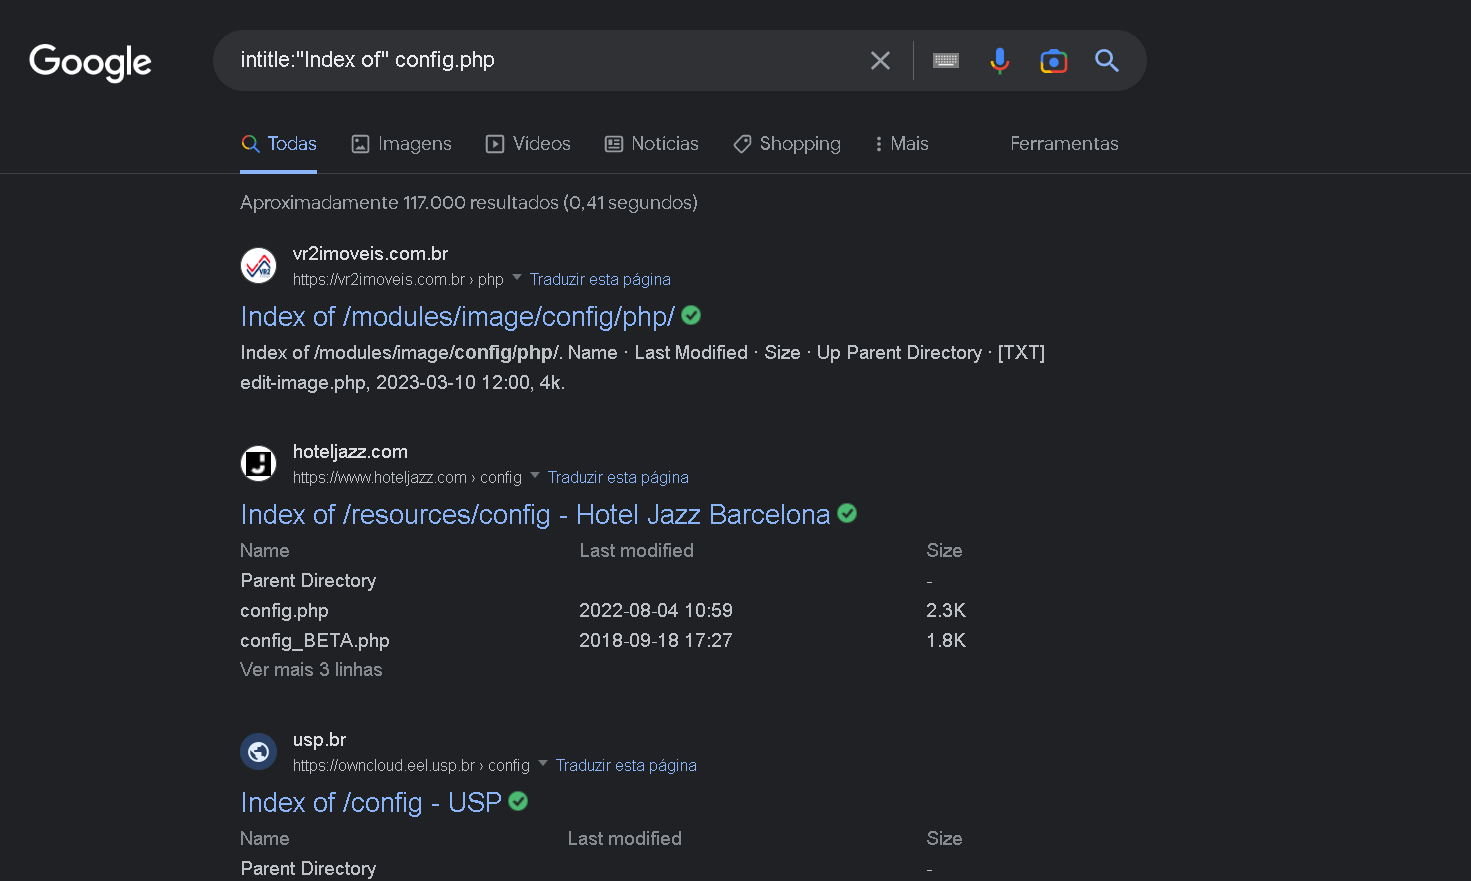 Google
intitle:"Index of" config.php
Todas Imagens Vídeos Notícias Shopping Mais Ferramentas
Aproximadamente 117.000 resultados (0,41 segundos)
vr2imoveis.com.br
https://vr2imoveis.com.br › php Traduzir esta página
Index of /modules/image/config/php/
Index of /modules/image/config/php/. Name · Last Modified · Size · Up Parent Directory · [TXT]
edit-image.php, 2023-03-10 12:00, 4k.
hoteljazz.com
https://www.hoteljazz.com › config Traduzir esta página
Index of /resources/config - Hotel Jazz Barcelona
Name Last modified Size
Parent Directory -
config.php 2022-08-04 10:59 2.3K
config_BETA.php 2018-09-18 17:27 1.8K
Ver mais 3 linhas
usp.br
https://owncloud.eel.usp.br › config Traduzir esta página
Index of /config - USP
Name Last modified Size
Parent Directory -